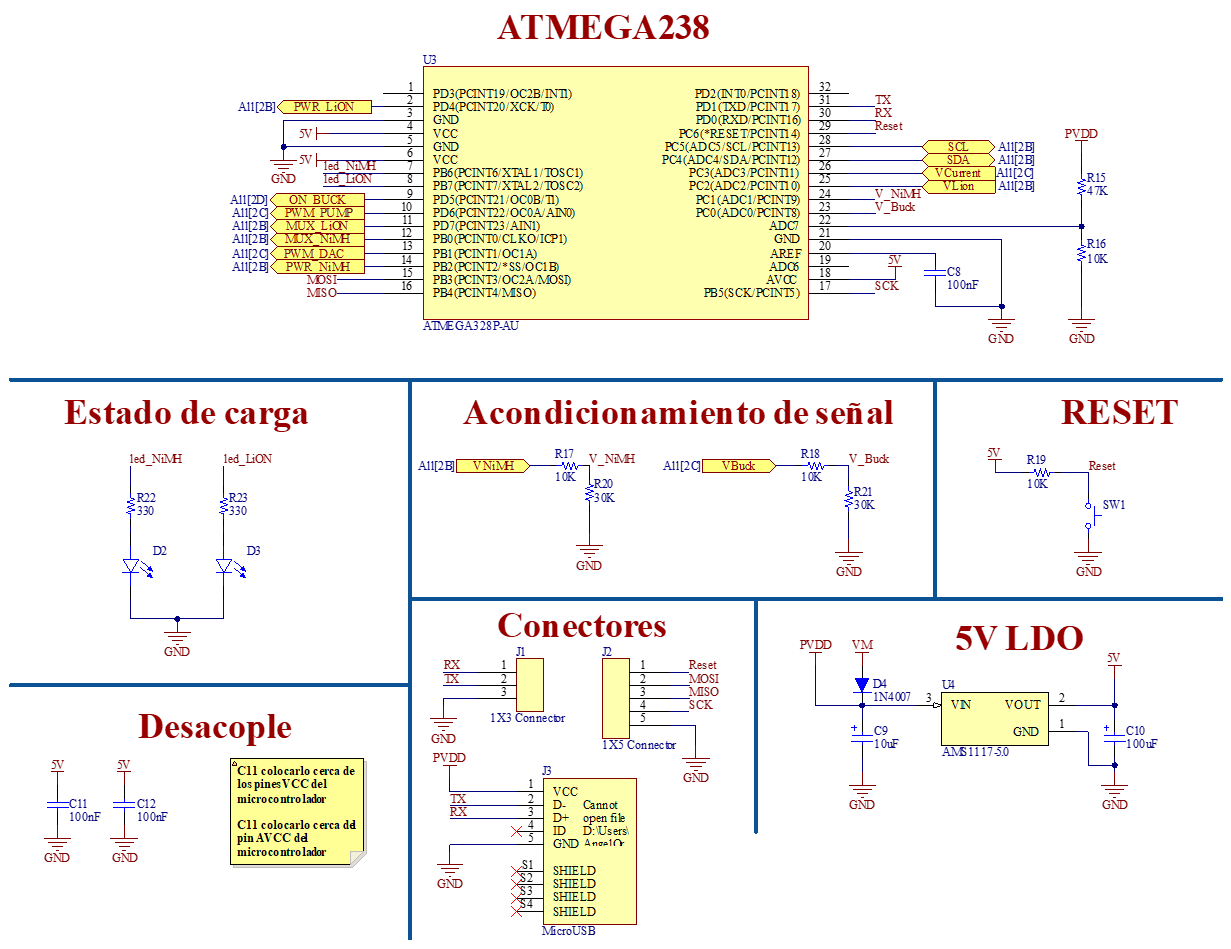 ATMEGA238
U3
1 PD3(PCINT19/OC2B/INT1) PD2(INT0/PCINT18) 32
All[2B] PWR_LiON 2 PD4(PCINT20/XCK/T0) PD1(TXD/PCINT17) 31 TX
3 GND PD0(RXD/PCINT16) 30 RX
5V 4 VCC PC6(*RESET/PCINT14) 29 Reset
5 GND PC5(ADC5/SCL/PCINT13) 28 SCL All[2B]
5V 6 VCC PC4(ADC4/SDA/PCINT12) 27 SDA All[2B]
led_NiMH 7 PB6(PCINT6/XTAL1/TOSC1) PC3(ADC3/PCINT11) 26 VCurrent All[2C]
led_LiON 8 PB7(PCINT7/XTAL2/TOSC2) PC2(ADC2/PCINT10) 25 VLion All[2B]
All[2D] ON_BUCK 9 PD5(PCINT21/OC0B/T1) PC1(ADC1/PCINT9) 24 V_NiMH
All[2C] PWM_PUMP 10 PD6(PCINT22/OC0A/AIN0) PC0(ADC0/PCINT8) 23 V_Buck
All[2B] MUX_LiON 11 PD7(PCINT23/AIN1) ADC7 22
All[2B] MUX_NiMH 12 PB0(PCINT0/CLKO/ICP1) GND 21
All[2C] PWM_DAC 13 PB1(PCINT1/OC1A) AREF 20
All[2B] PWR_NiMH 14 PB2(PCINT2/*SS/OC1B) ADC6 19
MOSI 15 PB3(PCINT3/OC2A/MOSI) AVCC 18 5V
MISO 16 PB4(PCINT4/MISO) PB5(SCK/PCINT5) 17 SCK
GND
ATMEGA328P-AU
C8
100nF
GND
PVDD
R15
47K
R16
10K
GND
Estado de carga
led_NiMH led_LiON
R22 R23
330 330
D2 D3
GND
Acondicionamiento de señal
All[2B] VNiMH R17 V_NiMH
10K
R20
30K
GND
All[2C] VBuck R18 V_Buck
10K
R21
30K
GND
RESET
5V R19 Reset
10K
SW1
GND
Desacople
5V 5V
C11 C12
100nF 100nF
GND GND
C11 colocarlo cerca de
los pines VCC del
microcontrolador
C11 colocarlo cerca del
pin AVCC del
microcontrolador
Conectores
J1
RX 1
TX 2
3
GND
1X3 Connector
J2
1 Reset
2 MOSI
3 MISO
4 SCK
5
GND
1X5 Connector
PVDD
J3
1 VCC
TX 2 D- Cannot
RX 3 D+ open file
4 ID D:\Users\
5 GND AngelOr
GND
S1 SHIELD
S2 SHIELD
S3 SHIELD
S4 SHIELD
MicroUSB
5V LDO
PVDD VM
D4
1N4007
C9
10uF
GND
U4
3 VIN VOUT 2
GND 1
AMS1117-5.0
5V
C10
100uF
GND